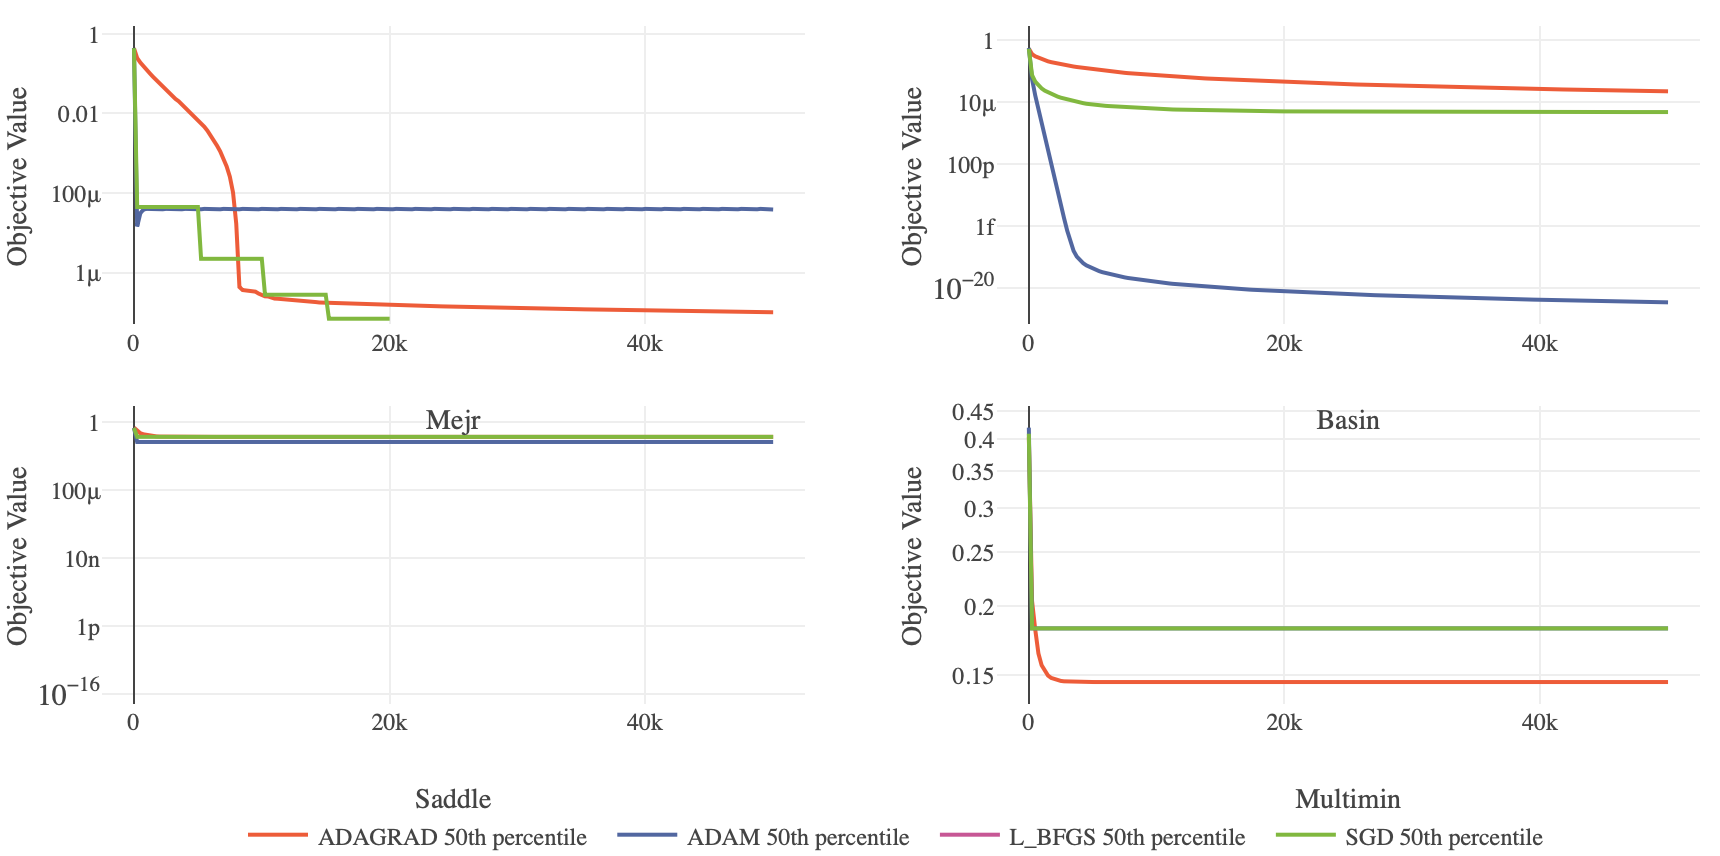 Objective Value
1
0.01
100µ
1µ
0
20k
40k
Mejr
Objective Value
1
10µ
100p
1f
10−20
0
20k
40k
Basin
Objective Value
1
100µ
10n
1p
10−16
0
20k
40k
Saddle
Objective Value
0.45
0.4
0.35
0.3
0.25
0.2
0.15
0
20k
40k
Multimin
ADAGRAD 50th percentile
ADAM 50th percentile
L_BFGS 50th percentile
SGD 50th percentile